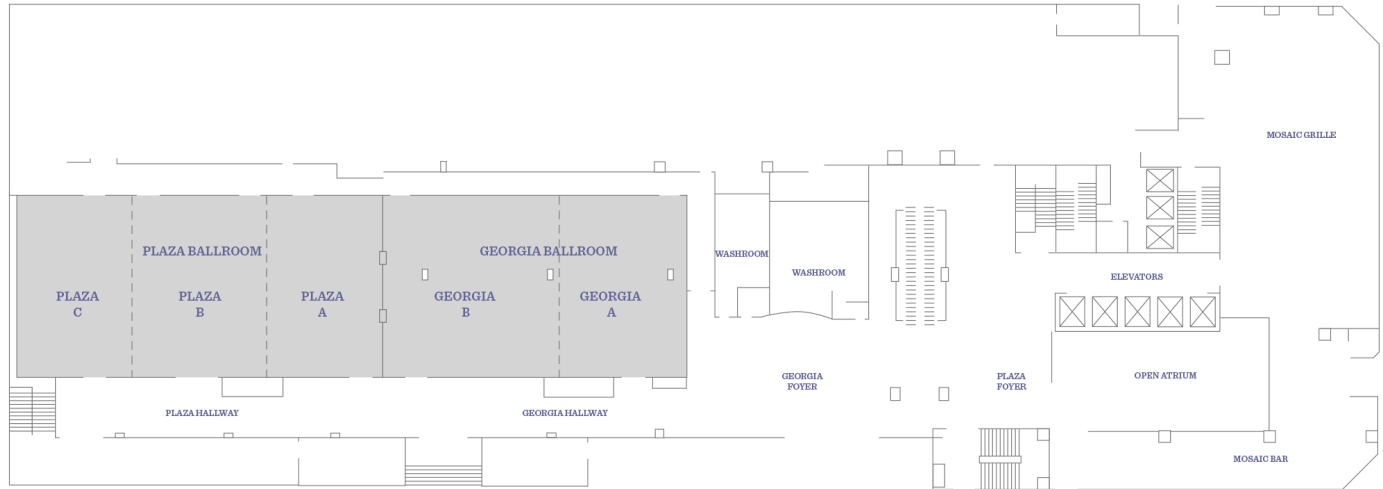 MOSAIC GRILLE
PLAZA BALLROOM
GEORGIA BALLROOM
WASHROOM
WASHROOM
ELEVATORS
PLAZA
C
PLAZA
B
PLAZA
A
GEORGIA
B
GEORGIA
A
GEORGIA
FOYER
PLAZA
FOYER
OPEN ATRIUM
PLAZA HALLWAY
GEORGIA HALLWAY
MOSAIC BAR